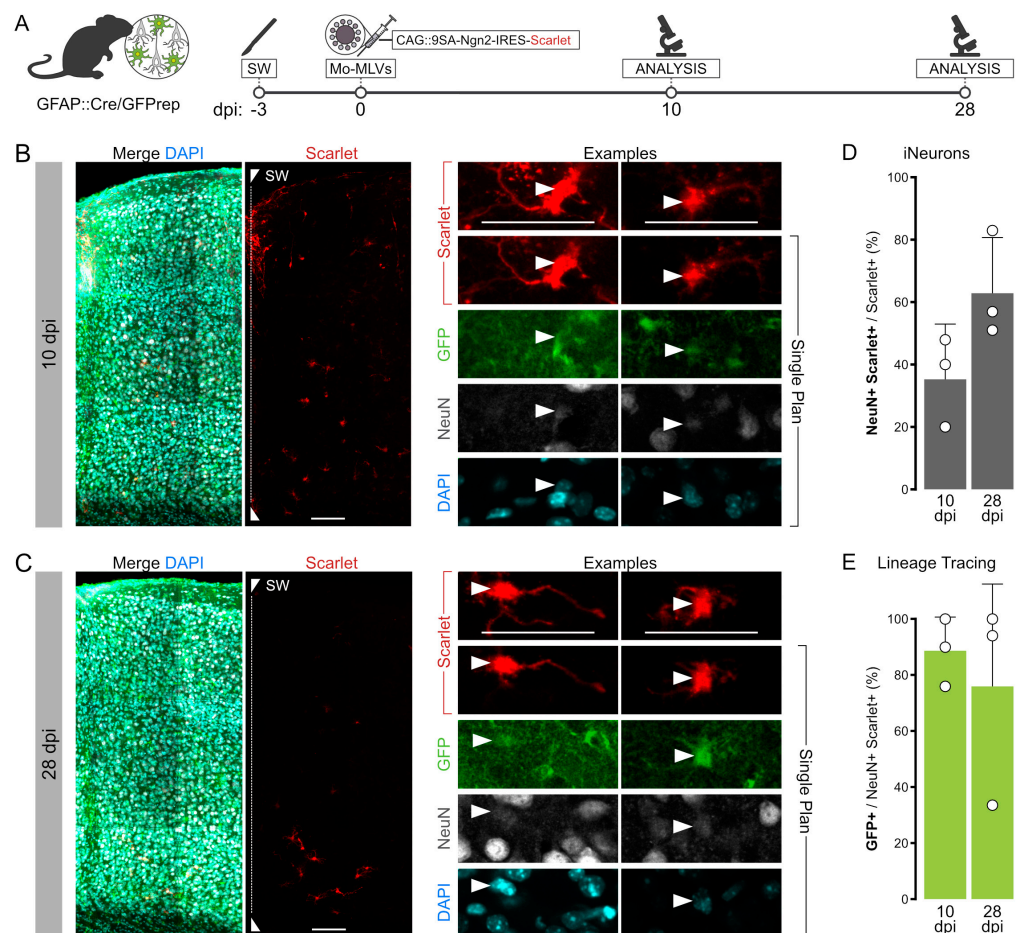 A
CAG::9SA-Ngn2-IRES-Scarlet
SW
Mo-MLVs
ANALYSIS
ANALYSIS
GFAP::Cre/GFPrep
dpi: -3
0
10
28
B
Merge DAPI
Scarlet
Examples
10 dpi
SW
Scarlet
GFP
NeuN
DAPI
Single Plan
C
Merge DAPI
Scarlet
Examples
28 dpi
SW
Scarlet
GFP
NeuN
DAPI
Single Plan
D
iNeurons
NeuN+ Scarlet+ / Scarlet+ (%)
100
80
60
40
20
0
10 dpi
28 dpi
E
Lineage Tracing
GFP+ / NeuN+ Scarlet+ (%)
100
80
60
40
80
0
10 dpi
28 dpi